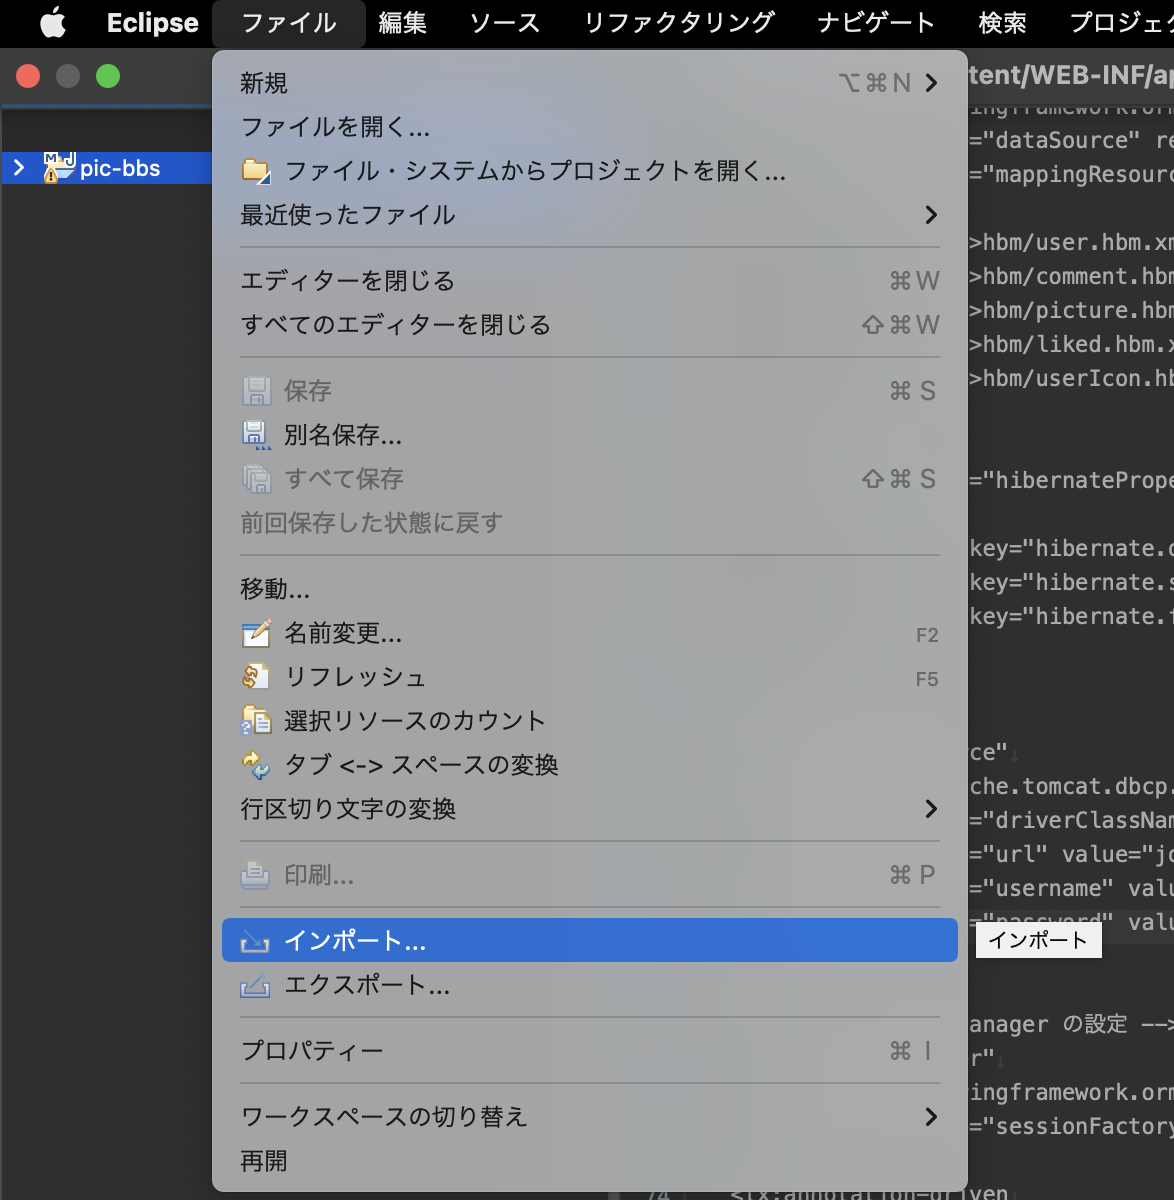 Eclipse ファイル 編集 ソース リファクタリング ナビゲート 検索
tent/WEB-INF/
pic-bbs
新規 ⌥⌘N
ファイルを開く...
ファイル・システムからプロジェクトを開く...
最近使ったファイル
エディターを閉じる ⌘W
すべてのエディターを閉じる ⇧⌘W
保存 ⌘S
別名保存...
すべて保存 ⇧⌘S
前回保存した状態に戻す
移動...
名前変更... F2
リフレッシュ F5
選択リソースのカウント
タブ <-> スペースの変換
行区切り文字の変換
印刷... ⌘P
インポート...
エクスポート...
プロパティー ⌘I
ワークスペースの切り替え
再開
インポート
="dataSource" re
="mappingResourc
>hbm/user.hbm.xm
>hbm/comment.hbm
>hbm/picture.hbm
>hbm/liked.hbm.x
>hbm/userIcon.hb
="hibernatePrope
key="hibernate.
key="hibernate.s
key="hibernate.
rce"↓
che.tomcat.dbcp.
="driverClassNam
="url" value="jd
="username" valu
="password" valu
anager の設定 -->
r"↓
ingframework.orm
="sessionFactory
74 <tx:annotation-driven